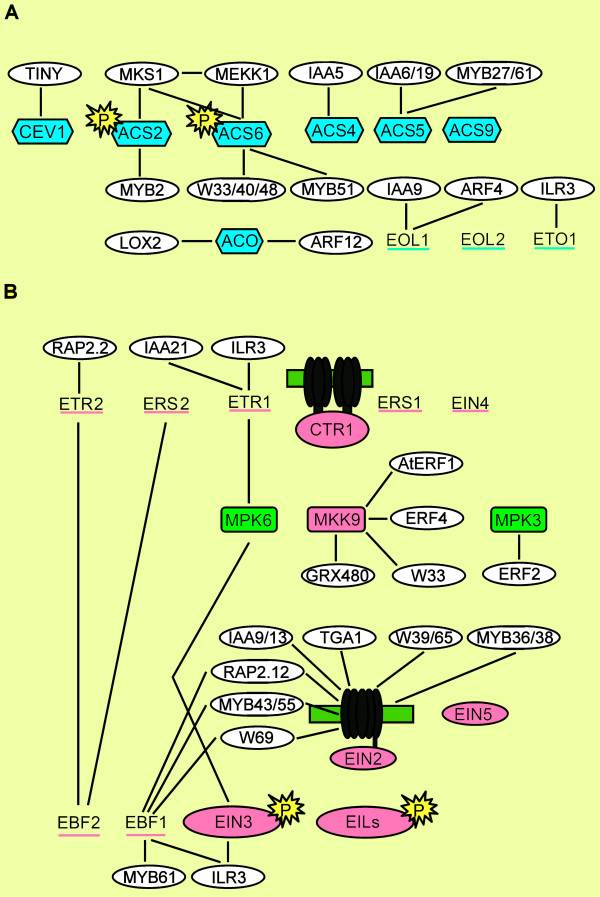 A
TINY MKS1 MEKK1 IAA5 IAA6/19 MYB27/61
P P
CEV1 ACS2 ACS6 ACS4 ACS5 ACS9
MYB2 W33/40/48 MYB51 IAA9 ARF4 ILR3
LOX2 ACO ARF12 EOL1 EOL2 ETO1
B
RAP2.2 IAA21 ILR3
ETR2 ERS2 ETR1 ERS1 EIN4
CTR1
AtERF1
MPK6 MKK9 ERF4 MPK3
GRX480 W33 ERF2
IAA9/13 TGA1 W39/65 MYB36/38
RAP2.12
MYB43/55 EIN5
W69
EIN2
P P
EBF2 EBF1 EIN3 EILs
MYB61 ILR3